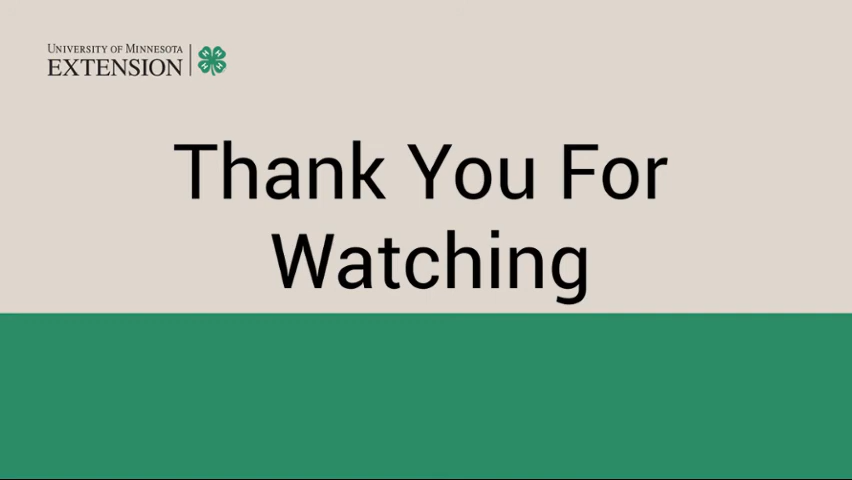 University of Minnesota
EXTENSION
H H H H
Thank You For
Watching